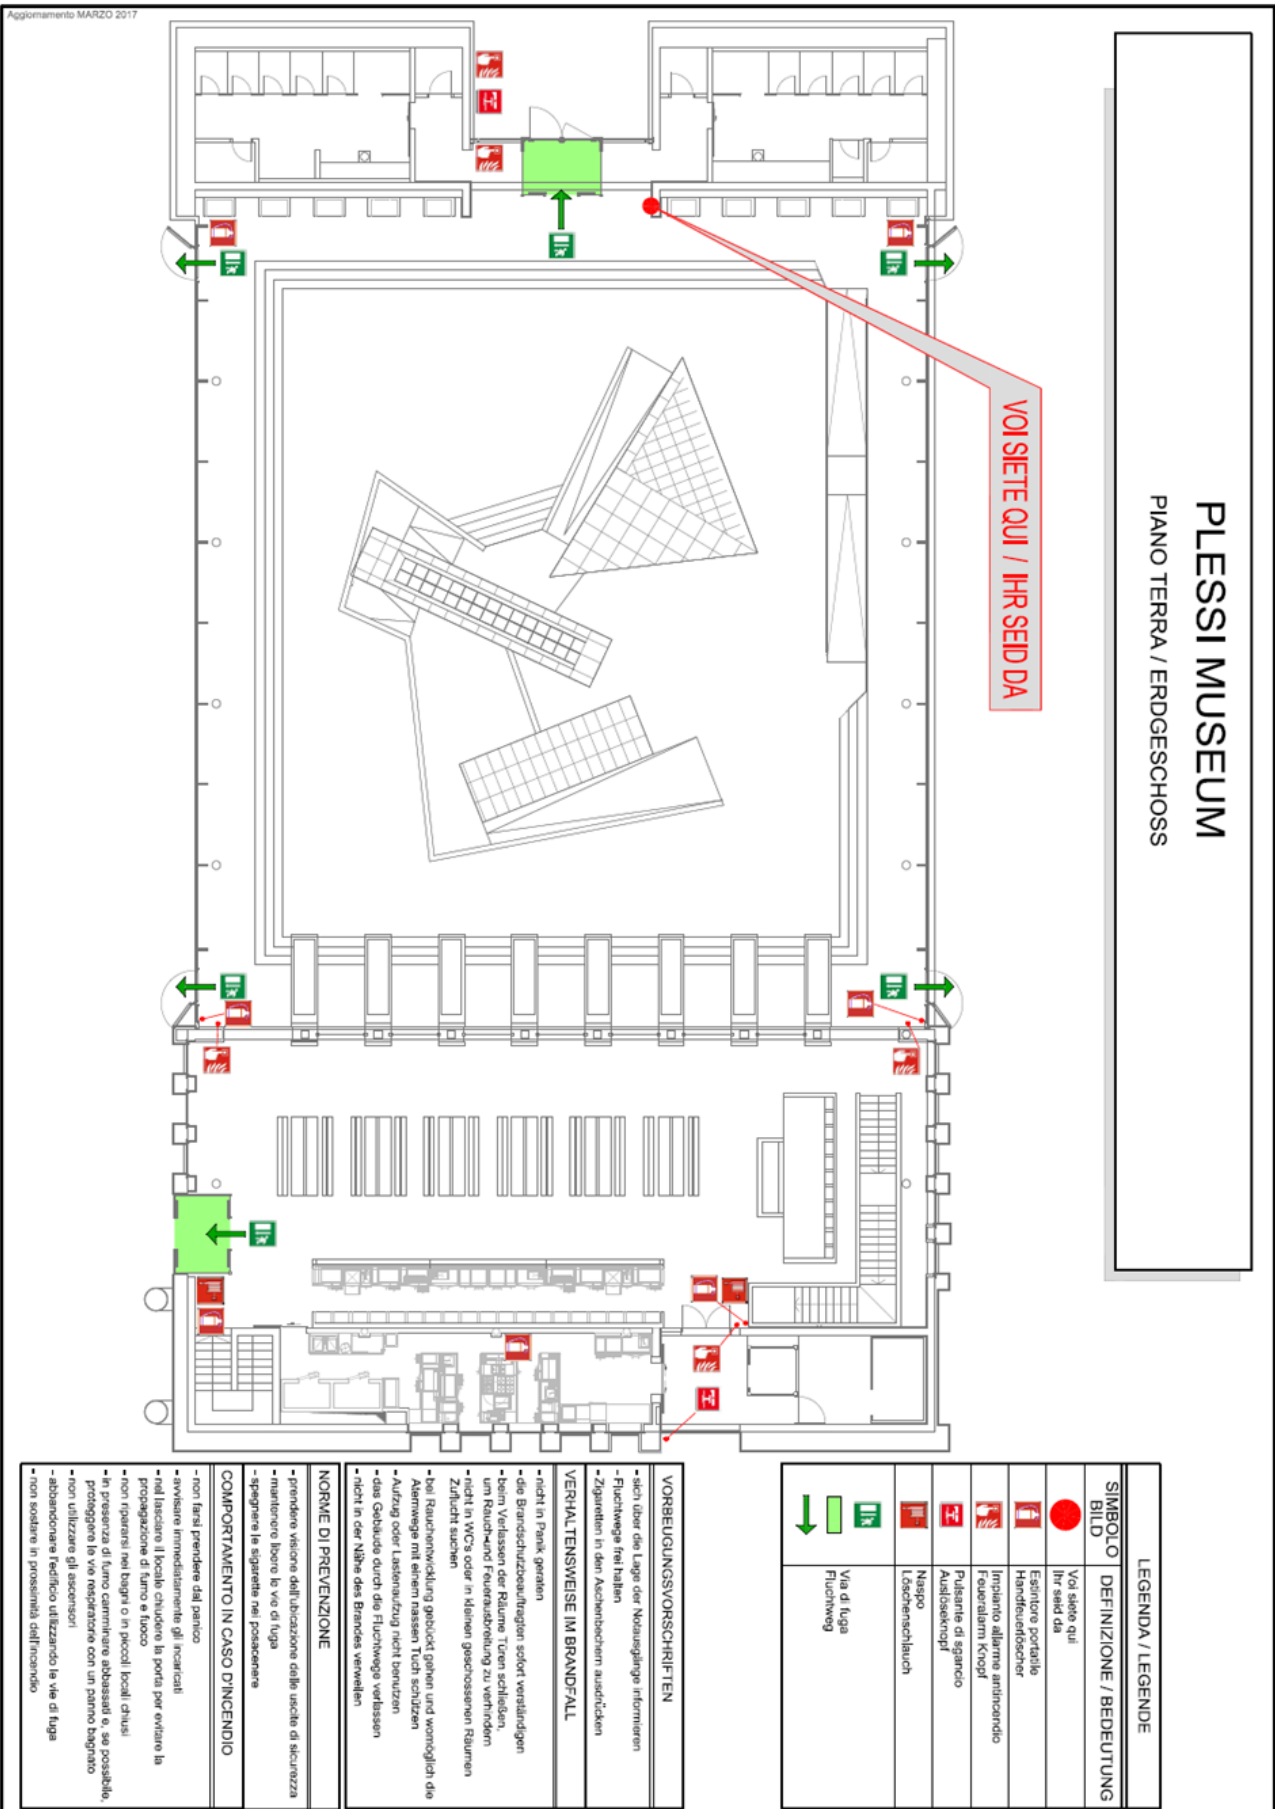 Aggiornamento MARZO 2017
PLESSI MUSEUM
PIANO TERRA / ERDGESCHOSS
VOI SIETE QUI / IHR SEID DA
LEGENDA / LEGENDE
SIMBOLO
BILD
DEFINIZIONE / BEDEUTUNG
Voi siete qui
Ihr seid da
Estintore portatile
Handfeuerlöscher
Impianto allarme antincendio
Feueralarm Knopf
Pulsante di sgancio
Auslöseknopf
Naspo
Löschenschlauch
Via di fuga
Fluchtweg
VORBEUGUNGSVORSCHRIFTEN
- sich über die Lage der Notausgänge informieren
- Fluchtwege frei halten
- Zigaretten in den Aschenbechern ausdrücken
VERHALTENSWEISE IM BRANDFALL
- nicht in Panik geraten
- die Brandschutzbeauftragten sofort verständigen
- beim Verlassen der Räume Türen schließen,
um Rauch-und Feuerausbreitung zu verhindern
- nicht in WC's oder in kleinen geschossenen Räumen
Zuflucht suchen
- bei Rauchentwicklung gebückt gehen und womöglich die
Atemwege mit einem nassen Tuch schützen
- Aufzug oder Lastenaufzug nicht benutzen
- das Gebäude durch die Fluchtwege verlassen
- nicht in der Nähe des Brandes verweilen
NORME DI PREVENZIONE
- prendere visione dell'ubicazione delle uscite di sicurezza
- mantenere libere le vie di fuga
- spegnere le sigarette nei posacenere
COMPORTAMENTO IN CASO D'INCENDIO
- non farsi prendere dal panico
- avvisare immediatamente gli incaricati
- nel lasciare il locale chiudere la porta per evitare la
propagazione di fumo e fuoco
- non ripararsi nei bagni o in piccoli locali chiusi
- in presenza di fumo camminare abbassati e, se possibile,
proteggere le vie respiratorie con un panno bagnato
- non utilizzare gli ascensori
- abbandonare l'edificio utilizzando le vie di fuga
- non sostare in prossimità dell'incendio